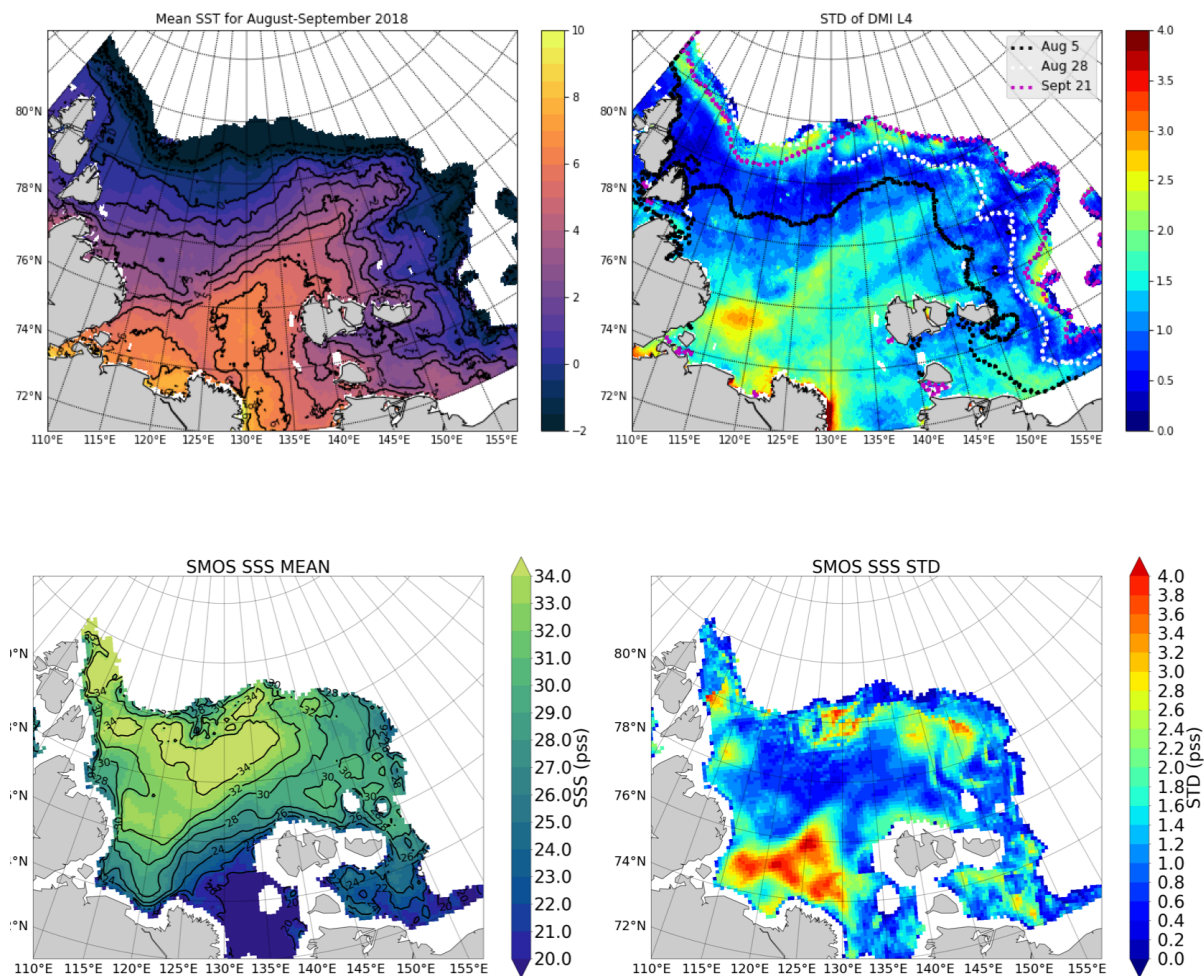 Mean SST for August-September 2018
80°N
78°N
76°N
74°N
72°N
110°E 115°E 120°E 125°E 130°E 135°E 140°E 145°E 150°E 155°E
10
8
6
4
2
0
−2
STD of DMI L4
Aug 5
Aug 28
Sept 21
80°N
78°N
76°N
74°N
72°N
110°E 115°E 120°E 125°E 130°E 135°E 140°E 145°E 150°E 155°E
4.0
3.5
3.0
2.5
2.0
1.5
1.0
0.5
0.0
SMOS SSS MEAN
0°N
8°N
6°N
4°N
2°N
110°E 115°E 120°E 125°E 130°E 135°E 140°E 145°E 150°E 155°E
34.0
33.0
32.0
31.0
30.0
29.0
28.0
27.0
26.0
25.0
24.0
23.0
22.0
21.0
20.0
SSS (pss)
SMOS SSS STD
80°N
78°N
76°N
74°N
72°N
110°E 115°E 120°E 125°E 130°E 135°E 140°E 145°E 150°E 155°E
4.0
3.8
3.6
3.4
3.2
3.0
2.8
2.6
2.4
2.2
2.0
1.8
1.6
1.4
1.2
1.0
0.8
0.6
0.4
0.2
0.0
STD (pss)